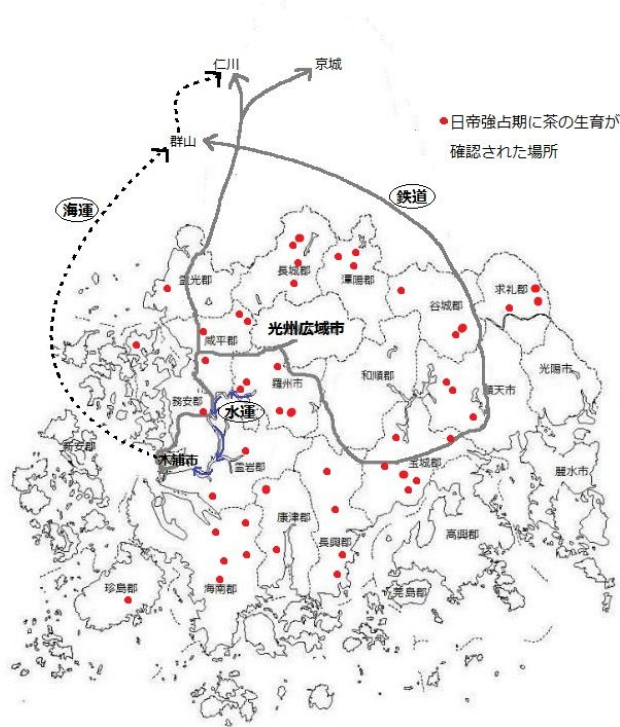 仁川
京城
群山
●日帝強占期に茶の生育が
確認された場所
海運
鉄道
霊光郡
長城郡
潭陽郡
谷城郡
求礼郡
咸平郡
光州広域市
光陽市
羅州市
和順郡
順天市
務安郡
水運
新安郡
木浦市
霊岩郡
宝城郡
麗水市
康津郡
長興郡
高興郡
珍島郡
海南郡
莞島郡